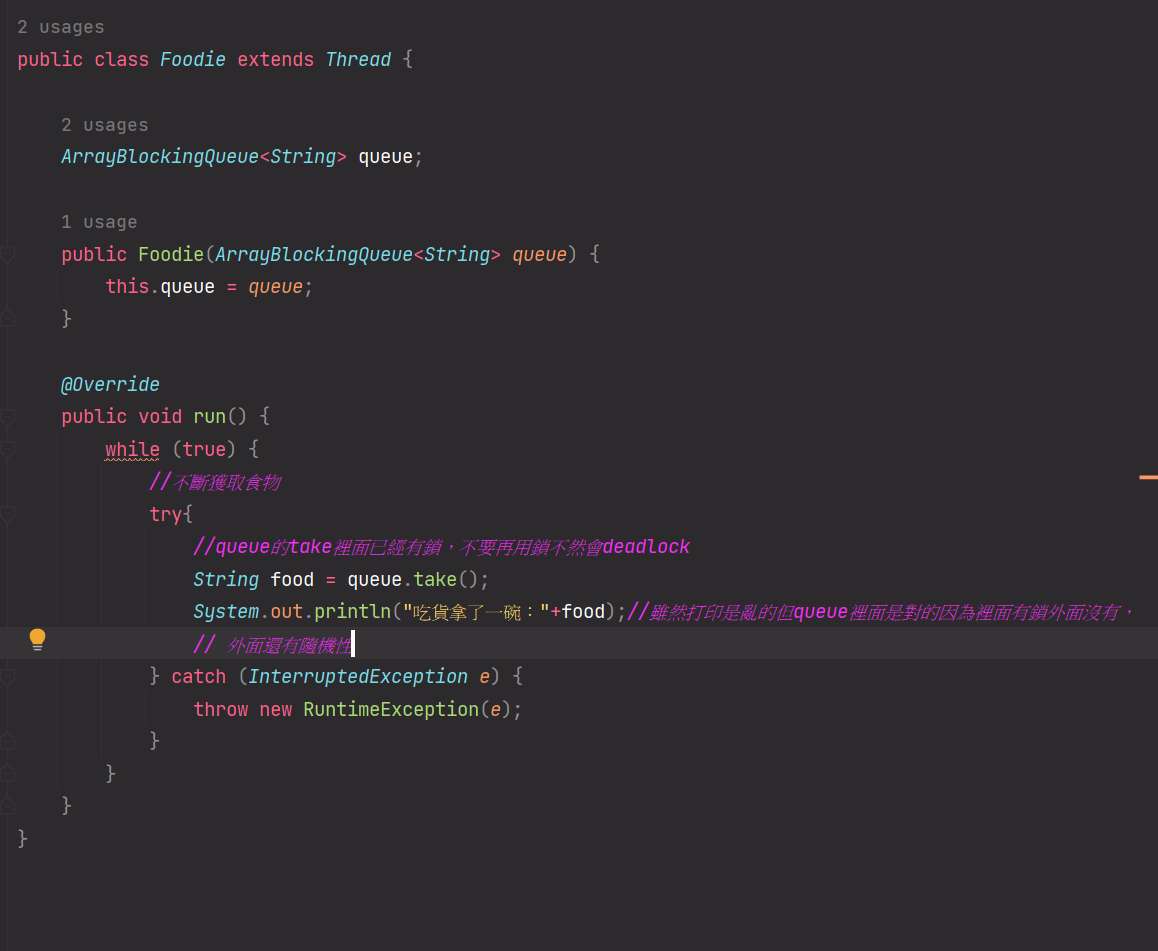 2 usages
public class Foodie extends Thread {
2 usages
ArrayBlockingQueue<String> queue;
1 usage
public Foodie(ArrayBlockingQueue<String> queue) {
this.queue = queue;
}
@Override
public void run() {
while (true) {
//不斷獲取食物
try{
//queue的take裡面已經有鎖，不要再用鎖不然會deadlock
String food = queue.take();
System.out.println("吃貨拿了一碗："+food);//雖然打印是亂的但queue裡面是對的因為裡面有鎖外面沒有，
// 外面還有隨機性
} catch (InterruptedException e) {
throw new RuntimeException(e);
}
}
}
}